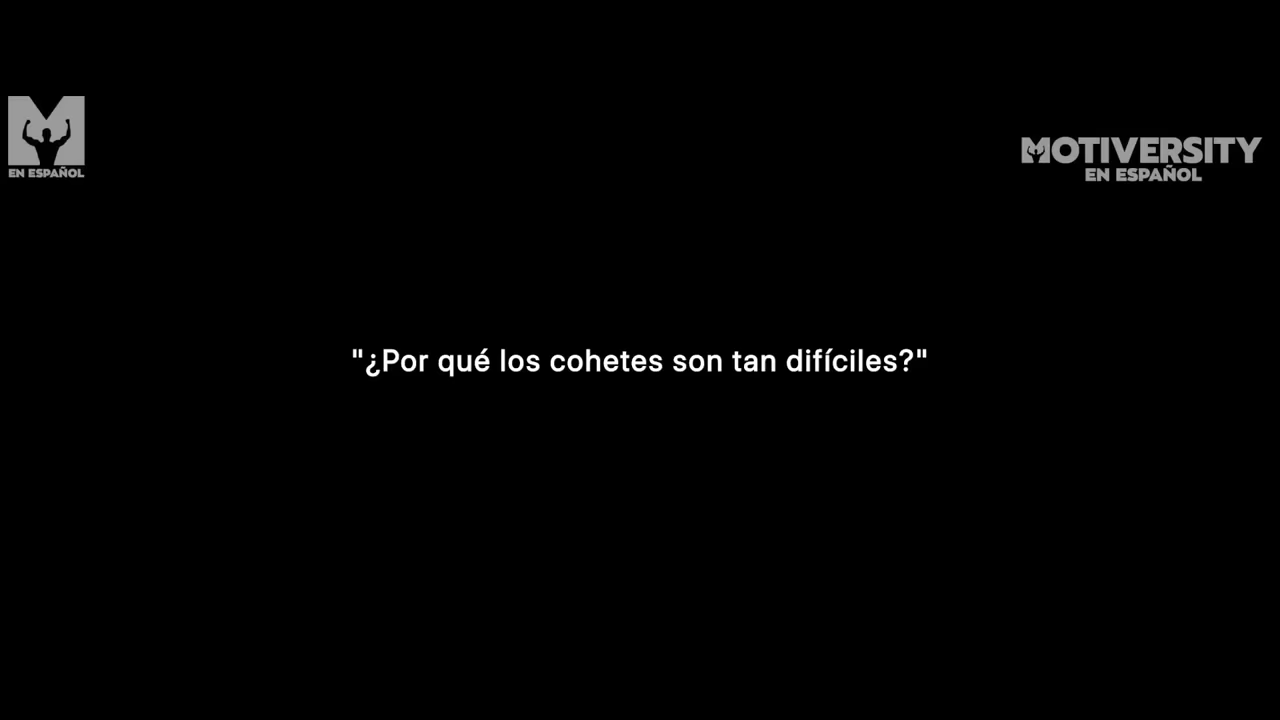 EN ESPAÑOL
MOTIVERSITY
EN ESPAÑOL
"¿Por qué los cohetes son tan difíciles?"